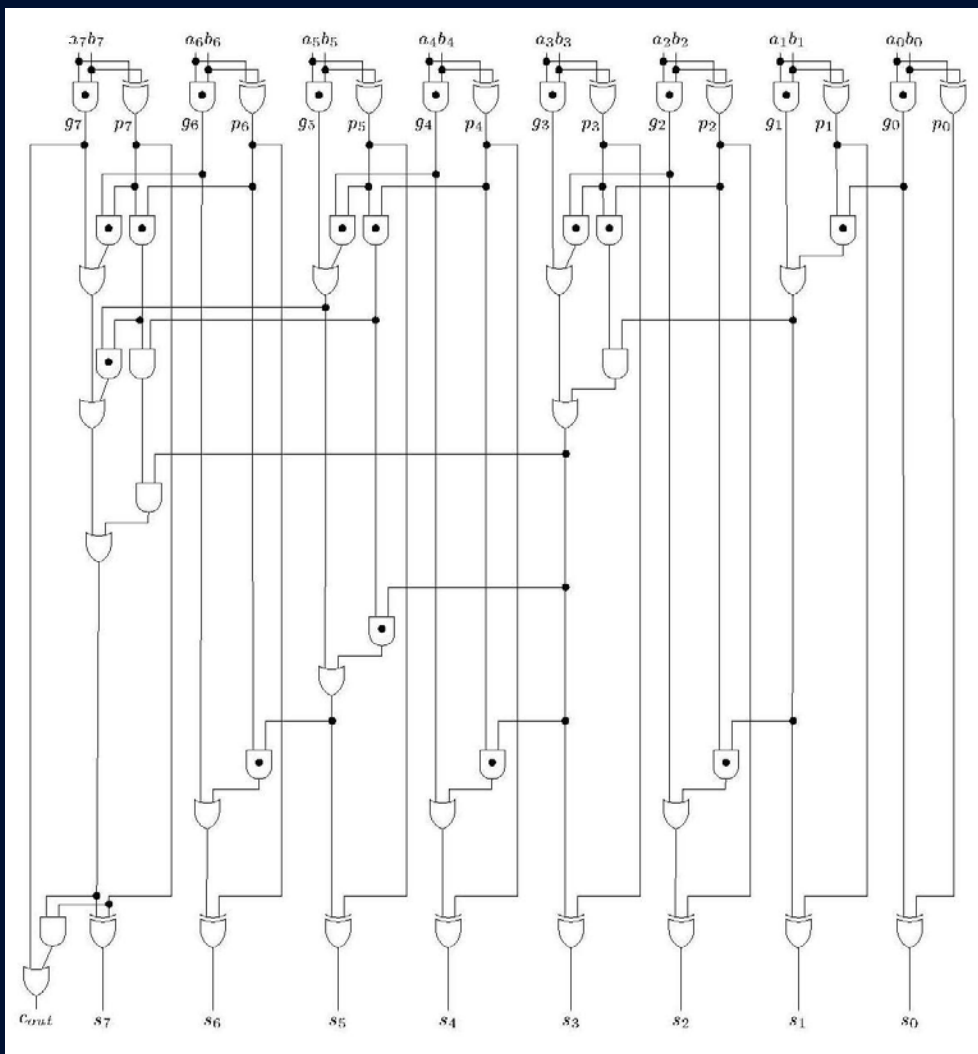 a₇b₇ a₆b₆ a₅b₅ a₄b₄ a₃b₃ a₂b₂ a₁b₁ a₀b₀
g₇ p₇ g₆ p₆ g₅ p₅ g₄ p₄ g₃ p₃ g₂ p₂ g₁ p₁ g₀ p₀
cₒᵤₜ s₇ s₆ s₅ s₄ s₃ s₂ s₁ s₀